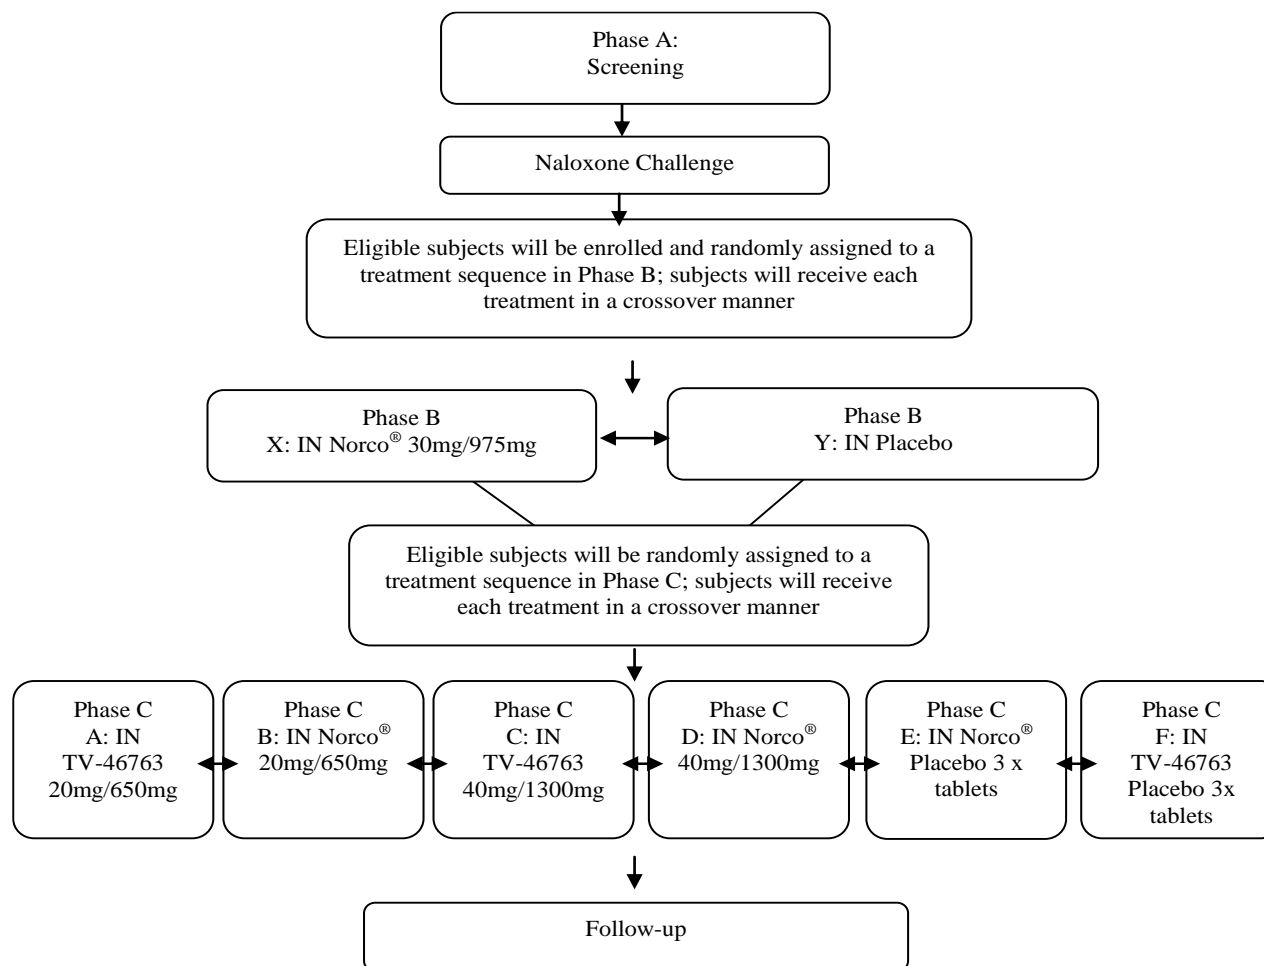 Phase A:
Screening
Naloxone Challenge
Eligible subjects will be enrolled and randomly assigned to a
treatment sequence in Phase B; subjects will receive each
treatment in a crossover manner
Phase B
X: IN Norco® 30mg/975mg
Phase B
Y: IN Placebo
Eligible subjects will be randomly assigned to a
treatment sequence in Phase C; subjects will receive
each treatment in a crossover manner
Phase C
A: IN
TV-46763
20mg/650mg
Phase C
B: IN Norco®
20mg/650mg
Phase C
C: IN
TV-46763
40mg/1300mg
Phase C
D: IN Norco®
40mg/1300mg
Phase C
E: IN Norco®
Placebo 3 x
tablets
Phase C
F: IN
TV-46763
Placebo 3x
tablets
Follow-up